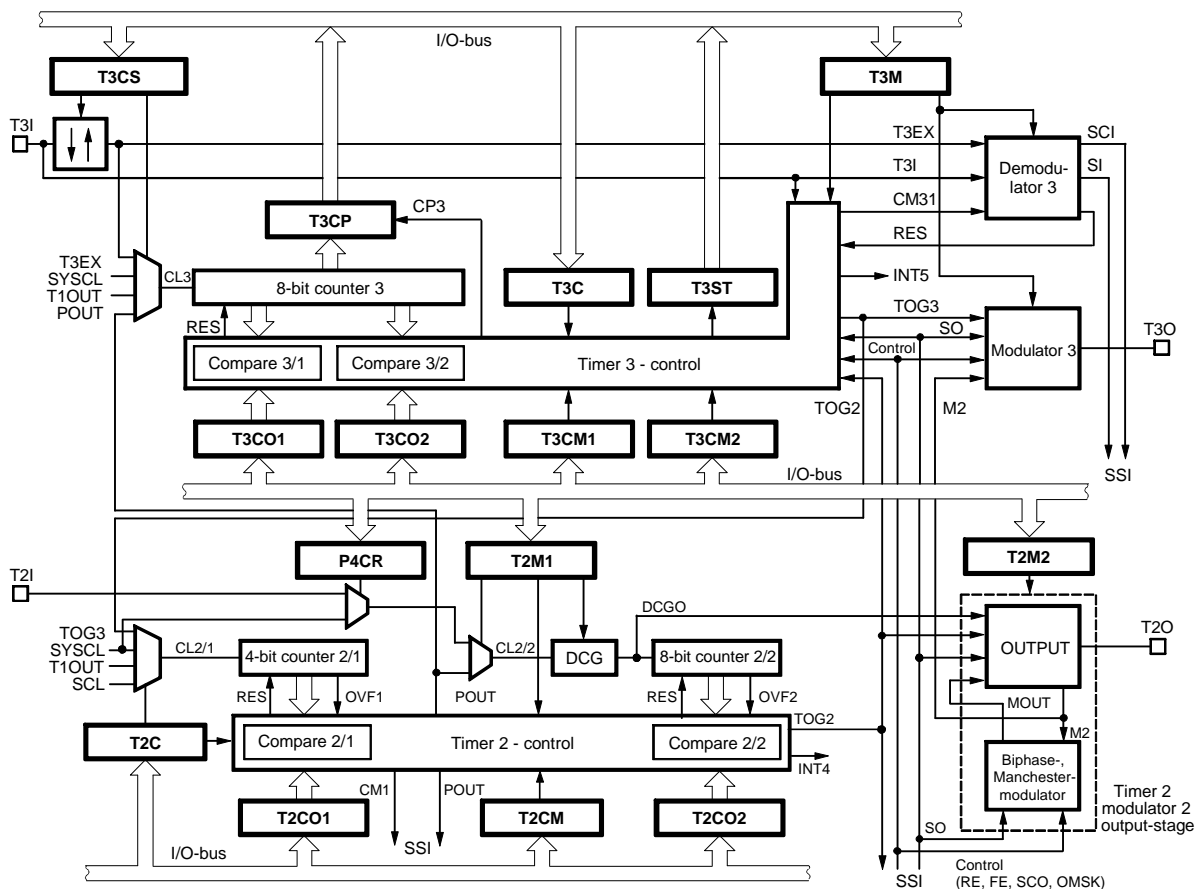 I/O-bus
T3CS
T3M
T3I
T3EX
SCI
T3I
SI
Demodu-
lator 3
CP3
CM31
T3CP
RES
T3EX
SYSCL
T1OUT
POUT
CL3
8-bit counter 3
T3C
T3ST
INT5
RES
TOG3
SO
T3O
Compare 3/1
Compare 3/2
Timer 3 - control
Control
Modulator 3
TOG2
M2
T3CO1
T3CO2
T3CM1
T3CM2
I/O-bus
SSI
P4CR
T2M1
T2M2
T2I
DCGO
TOG3
SYSCL
T1OUT
SCL
CL2/1
4-bit counter 2/1
CL2/2
DCG
8-bit counter 2/2
OUTPUT
T2O
RES
OVF1
POUT
RES
OVF2
MOUT
TOG2
T2C
Compare 2/1
Timer 2 - control
Compare 2/2
M2
INT4
Biphase-,
Manchester-
modulator
Timer 2
modulator 2
output-stage
CM1
POUT
T2CO1
T2CM
T2CO2
SO
SSI
I/O-bus
SSI
Control
(RE, FE, SCO, OMSK)